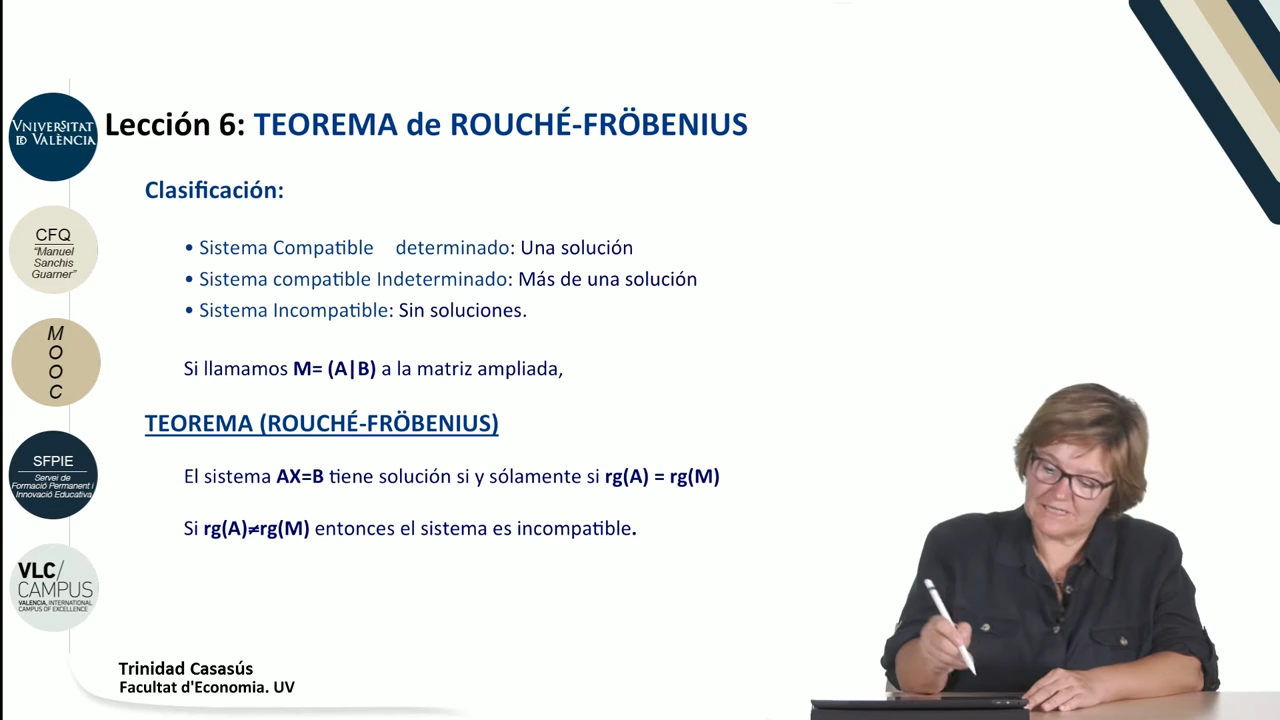 VNIVERSITAT
ID VALÈNCIA
CFQ
"Manuel
Sanchis
Guarner"
M
O
O
C
SFPIE
Servei de
Formació Permanent i
Innovació Educativa
VLC/
CAMPUS
VALENCIA, INTERNATIONAL
CAMPUS OF EXCELLENCE
Lección 6: TEOREMA de ROUCHÉ-FRÖBENIUS
Clasificación:
• Sistema Compatible determinado: Una solución
• Sistema compatible Indeterminado: Más de una solución
• Sistema Incompatible: Sin soluciones.
Si llamamos M= (A|B) a la matriz ampliada,
TEOREMA (ROUCHÉ-FRÖBENIUS)
El sistema AX=B tiene solución si y sólamente si rg(A) = rg(M)
Si rg(A)≠rg(M) entonces el sistema es incompatible.
Trinidad Casasús
Facultat d'Economia. UV